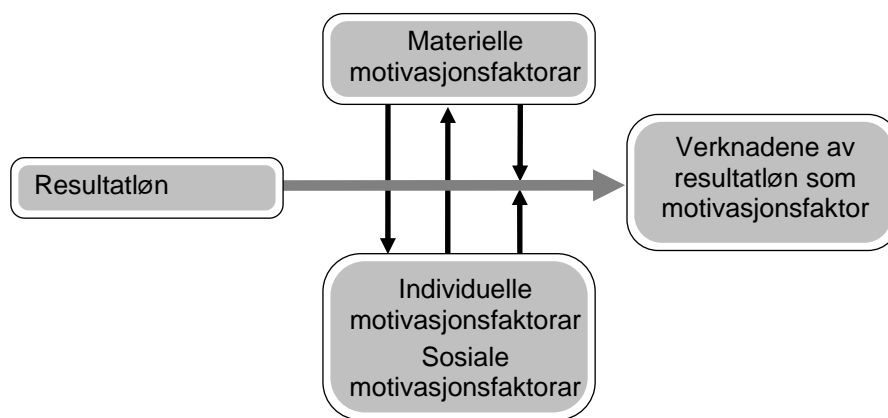 Materielle
motivasjonsfaktorar
Resultatløn
Verknadene av
resultatløn som
motivasjonsfaktor
Individuelle
motivasjonsfaktorar
Sosiale
motivasjonsfaktorar